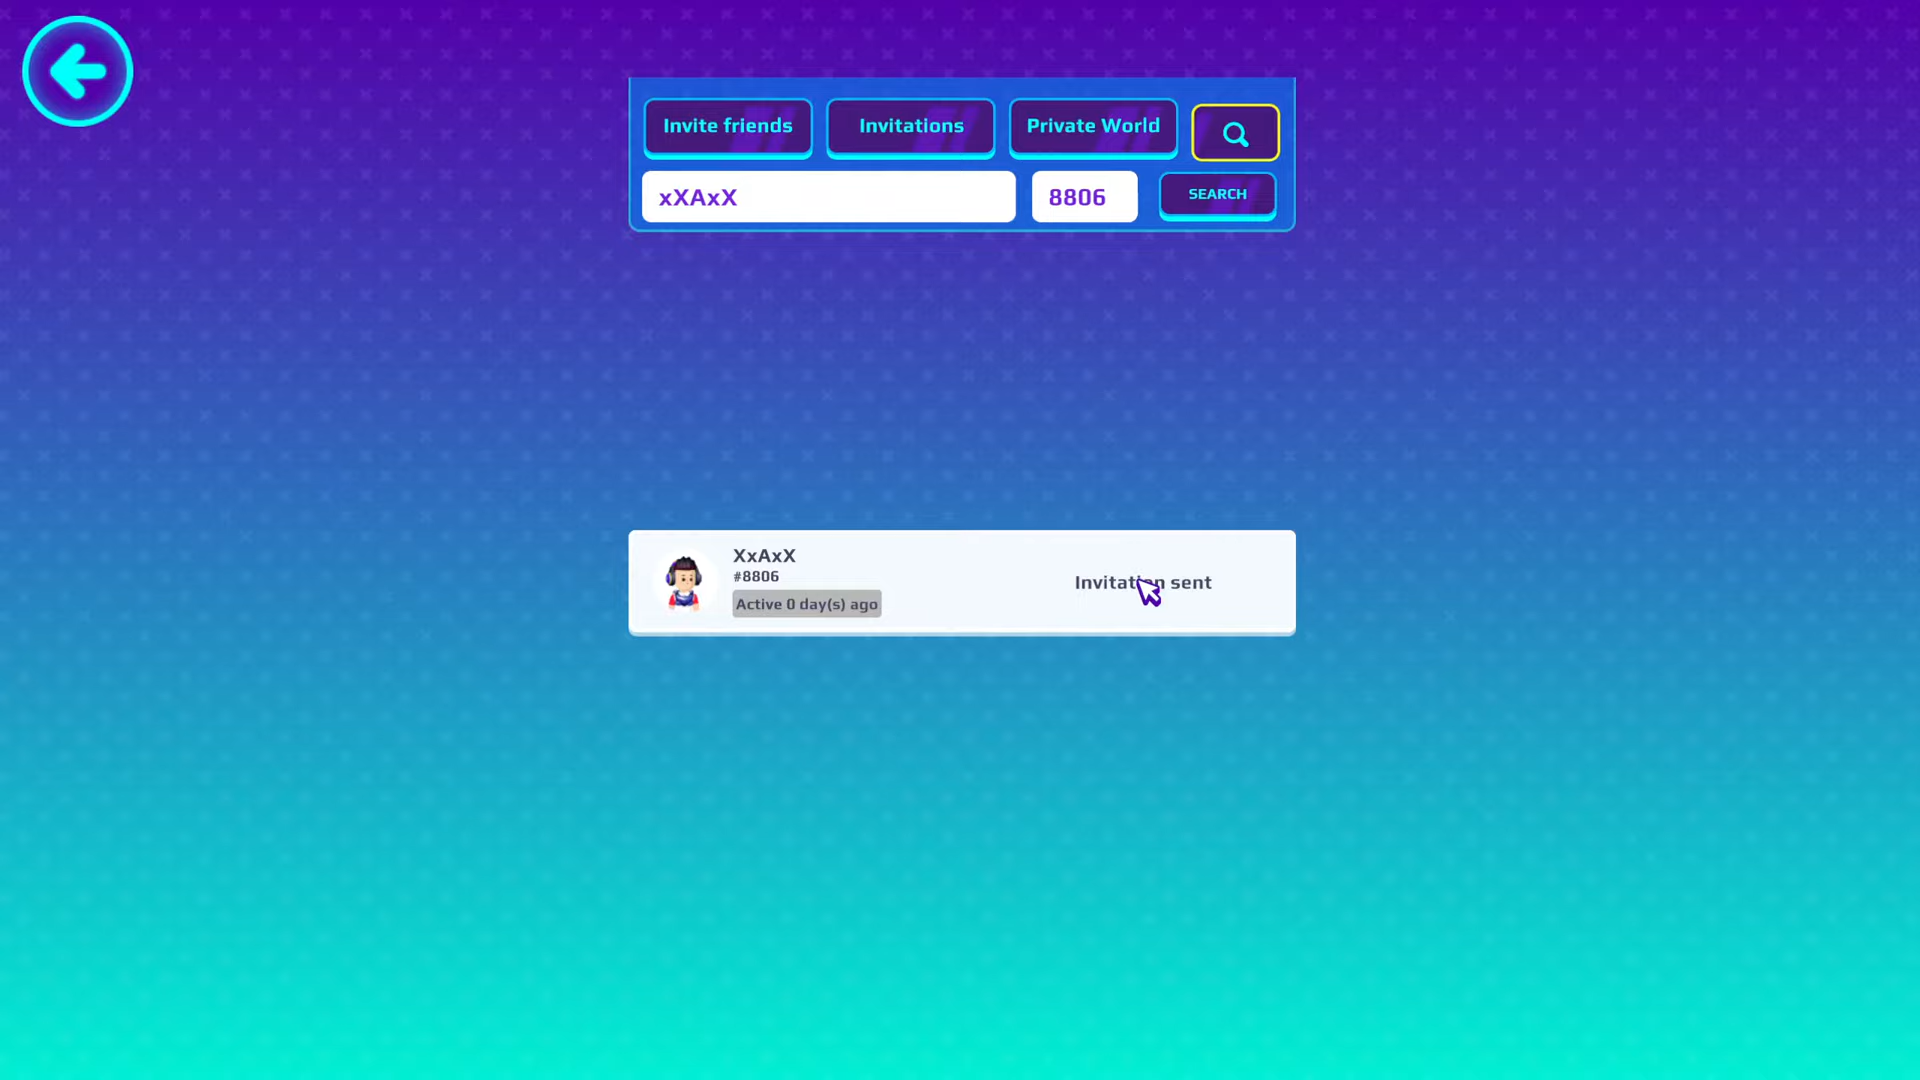 Invite friends
Invitations
Private World
xXAxX
8806
SEARCH
XxAxX
#8806
Active 0 day(s) ago
Invitation sent